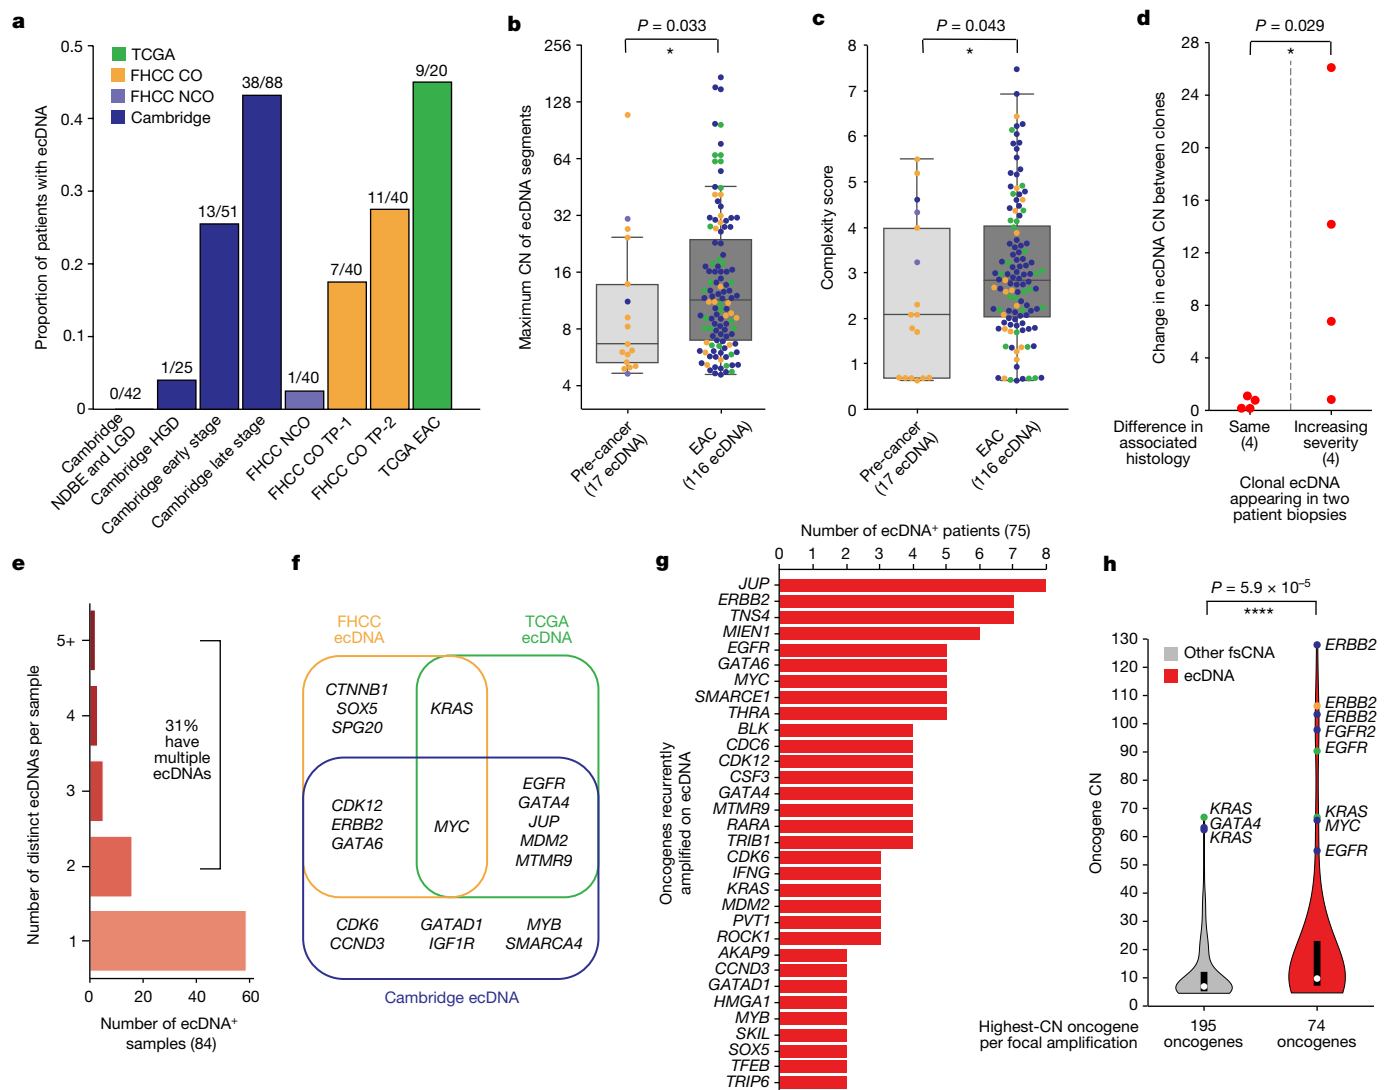 a
Proportion of patients with ecDNA
0.5
0.4
0.3
0.2
0.1
0
TCGA
FHCC CO
FHCC NCO
Cambridge
0/42
1/25
13/51
38/88
1/40
7/40
11/40
9/20
Cambridge
NDBE and LGD
Cambridge HGD
Cambridge early stage
Cambridge late stage
FHCC NCO
FHCC CO TP-1
FHCC CO TP-2
TCGA EAC
b
P = 0.033
*
Maximum CN of ecDNA segments
256
128
64
32
16
8
4
Pre-cancer
(17 ecDNA)
EAC
(116 ecDNA)
c
P = 0.043
*
Complexity score
8
7
6
5
4
3
2
1
0
Pre-cancer
(17 ecDNA)
EAC
(116 ecDNA)
d
P = 0.029
*
Change in ecDNA CN between clones
28
24
20
16
12
8
4
0
Difference in
associated
histology
Same
(4)
Increasing
severity
(4)
Clonal ecDNA
appearing in two
patient biopsies
e
Number of distinct ecDNAs per sample
5+
4
3
2
1
31%
have
multiple
ecDNAs
0
20
40
60
Number of ecDNA+
samples (84)
f
FHCC
ecDNA
TCGA
ecDNA
CTNNB1
SOX5
SPG20
KRAS
CDK12
ERBB2
GATA6
MYC
EGFR
GATA4
JUP
MDM2
MTMR9
CDK6
CCND3
GATAD1
IGF1R
MYB
SMARCA4
Cambridge ecDNA
g
Number of ecDNA+ patients (75)
0 1 2 3 4 5 6 7 8
Oncogenes recurrently
amplified on ecDNA
JUP
ERBB2
TNS4
MIEN1
EGFR
GATA6
MYC
SMARCE1
THRA
BLK
CDC6
CDK12
CSF3
GATA4
MTMR9
RARA
TRIB1
CDK6
IFNG
KRAS
MDM2
PVT1
ROCK1
AKAP9
CCND3
GATAD1
HMGA1
MYB
SKIL
SOX5
TFEB
TRIP6
h
P = 5.9 × 10–5
****
Oncogene CN
130
120
110
100
90
80
70
60
50
40
30
20
10
0
Other fsCNA
ecDNA
KRAS
GATA4
KRAS
ERBB2
ERBB2
ERBB2
FGFR2
EGFR
KRAS
MYC
EGFR
Highest-CN oncogene
per focal amplification
195
oncogenes
74
oncogenes